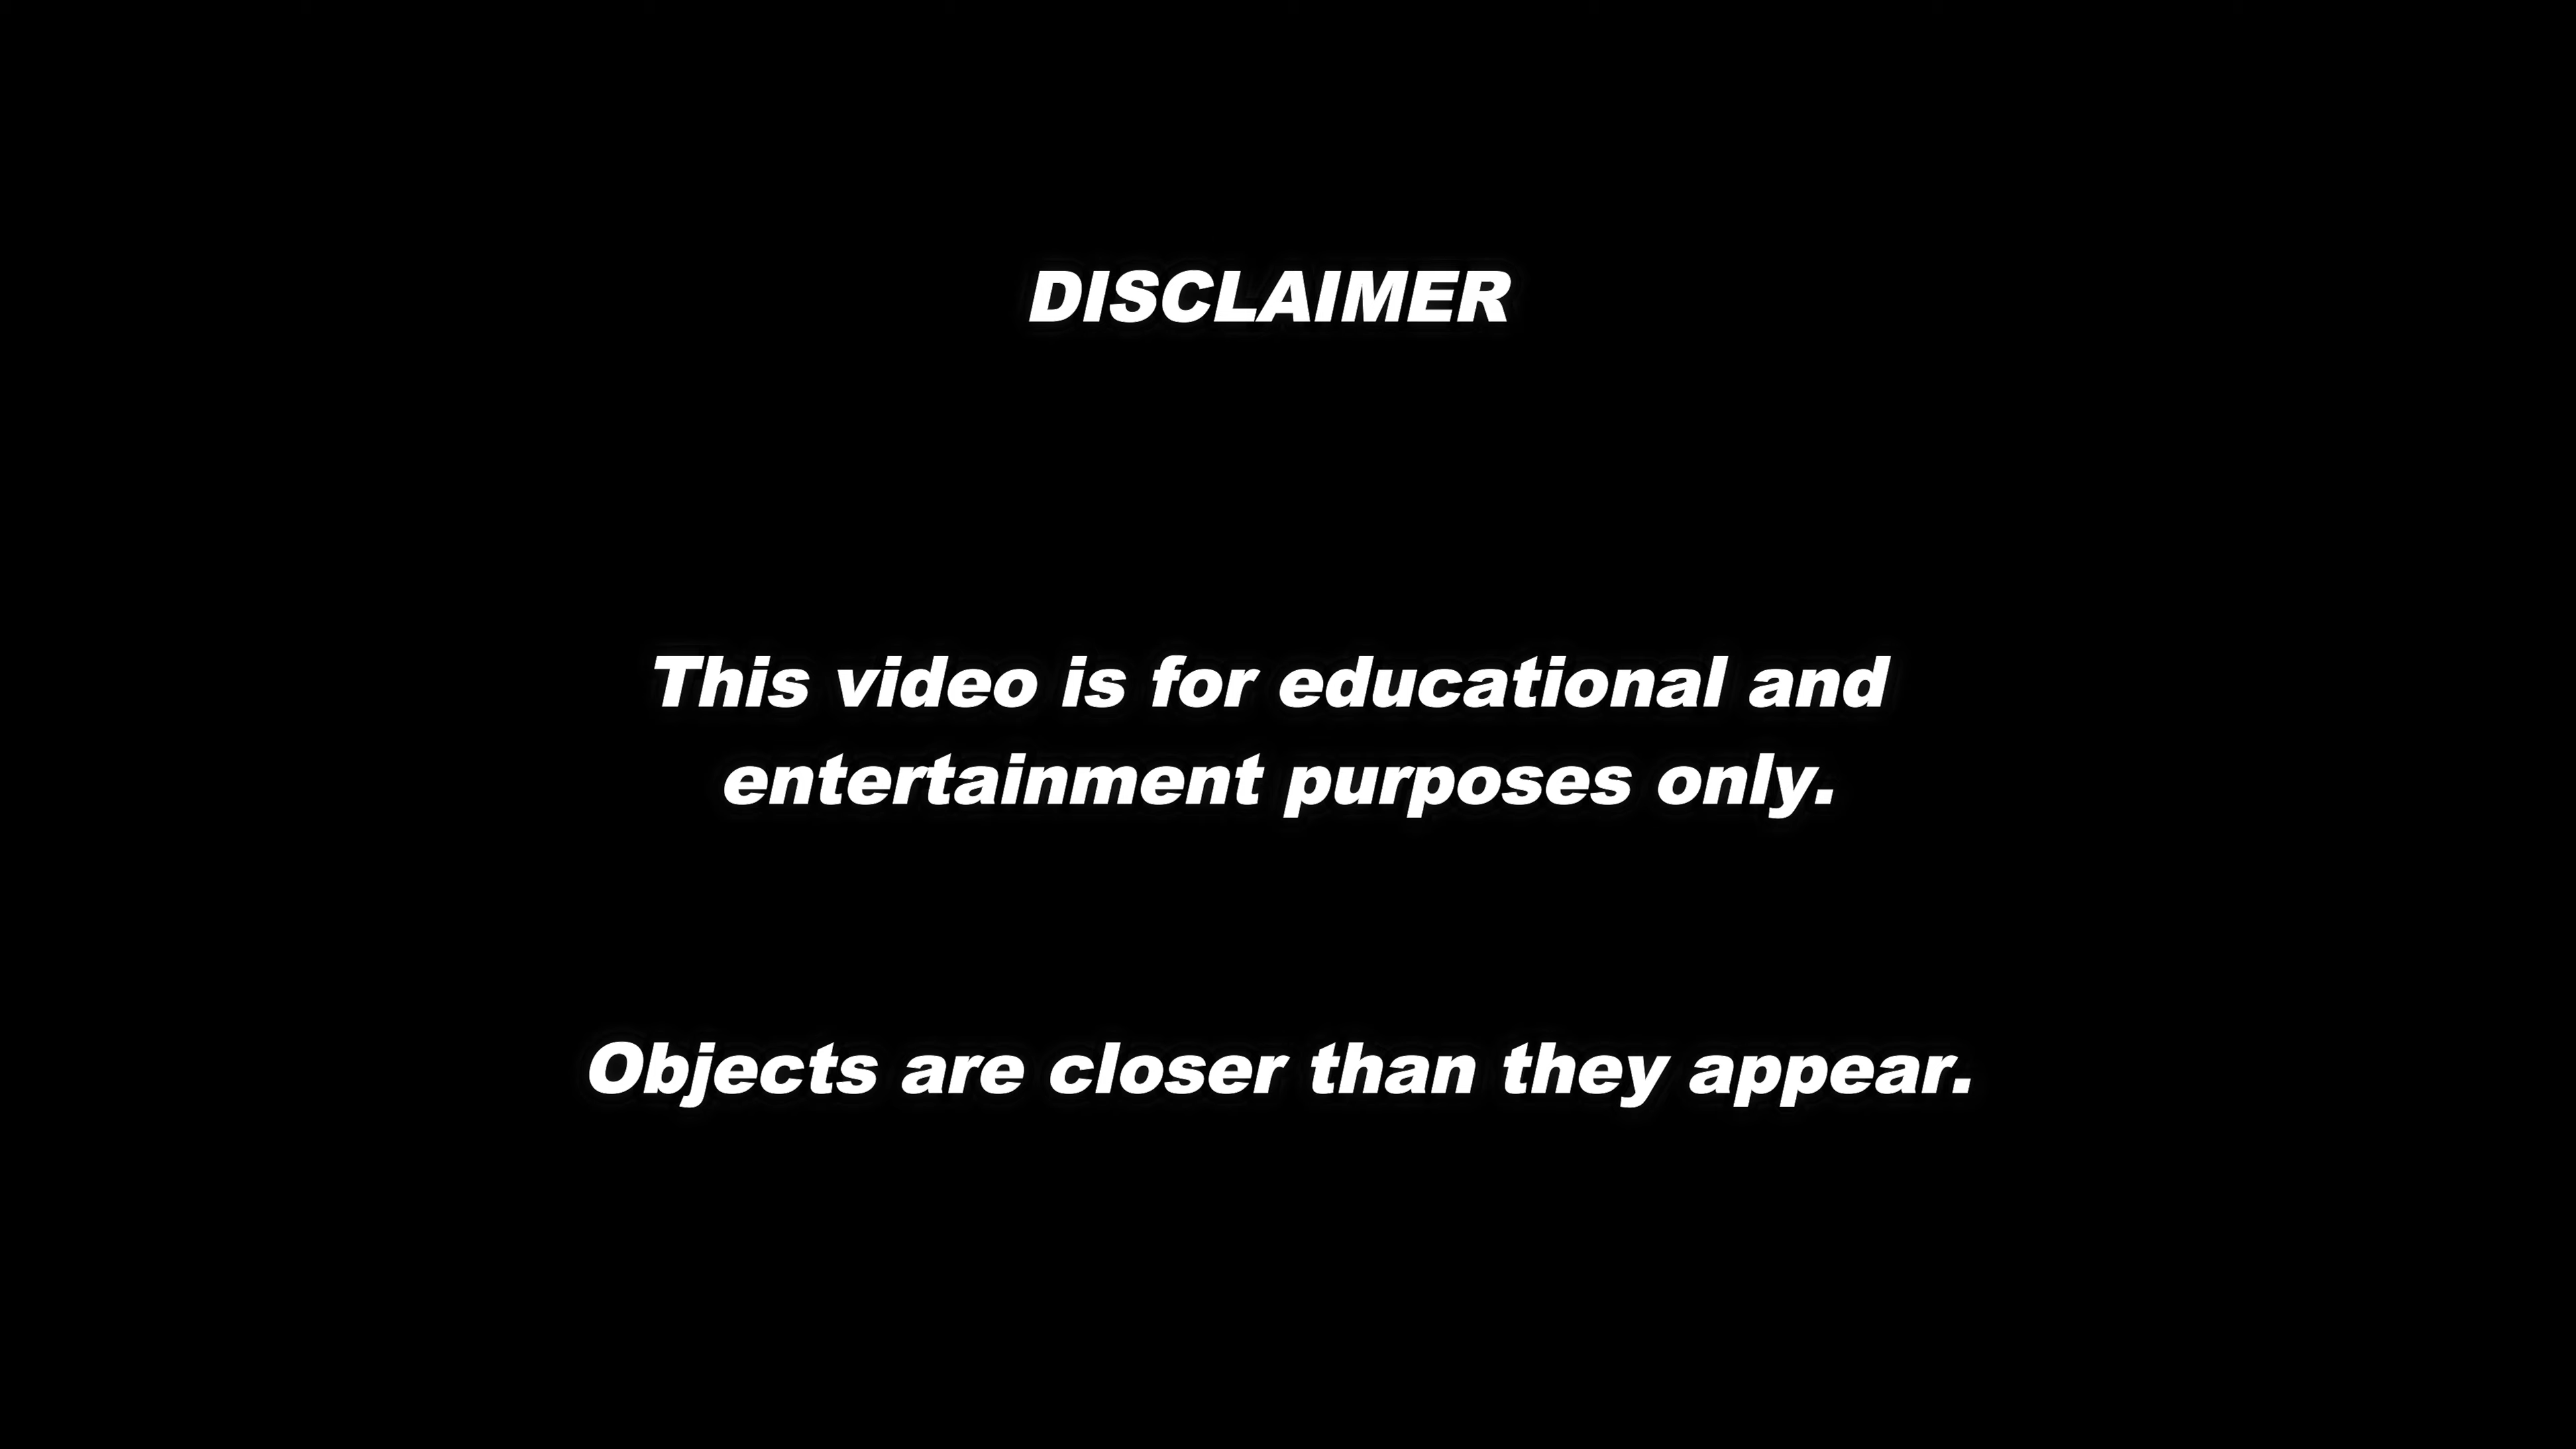 DISCLAIMER
This video is for educational and
entertainment purposes only.
Objects are closer than they appear.